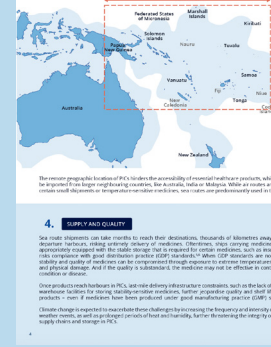 Federated States
of Micronesia
Marshall
Islands
Kiribati
Solomon
Islands
Nauru
Tuvalu
Papua
New Guinea
Samoa
Vanuatu
Fiji
Niue
New
Caledonia
Tonga
Cook
Australia
New Zealand
The remote geographic location of PICs hinders the accessibility of essential healthcare products, whi
be imported from larger neighbouring countries, like Australia, India or Malaysia. While air routes ar
certain small shipments or temperature-sensitive medicines, sea routes are predominantly used in t
4. SUPPLY AND QUALITY
Sea route shipments can take months to reach their destinations, thousands of kilometres away
departure harbours, risking untimely delivery of medicines. Oftentimes, ships carrying medicine
appropriately equipped with the stable storage that is required for certain medicines, such as
risks compliance with good distribution practice (GDP) standards. When GDP standards are no
stability and quality of medicines can be compromised through exposure to extreme temperature
and physical damage. And if the quality is substandard, the medicine may not be effective in
condition or disease.
Once products reach harbours in PICs, last-mile delivery infrastructure constraints, such as the lack of
warehouse facilities for storing stability-sensitive medicines, further jeopardise quality and shelf li
products – even if medicines have been produced under good manufacturing practice (GMP) s
Climate change is expected to exacerbate these challenges by increasing the frequency and intensity
weather events, as well as prolonged periods of heat and humidity, further threatening the integrity o
supply chains and storage in PICs.